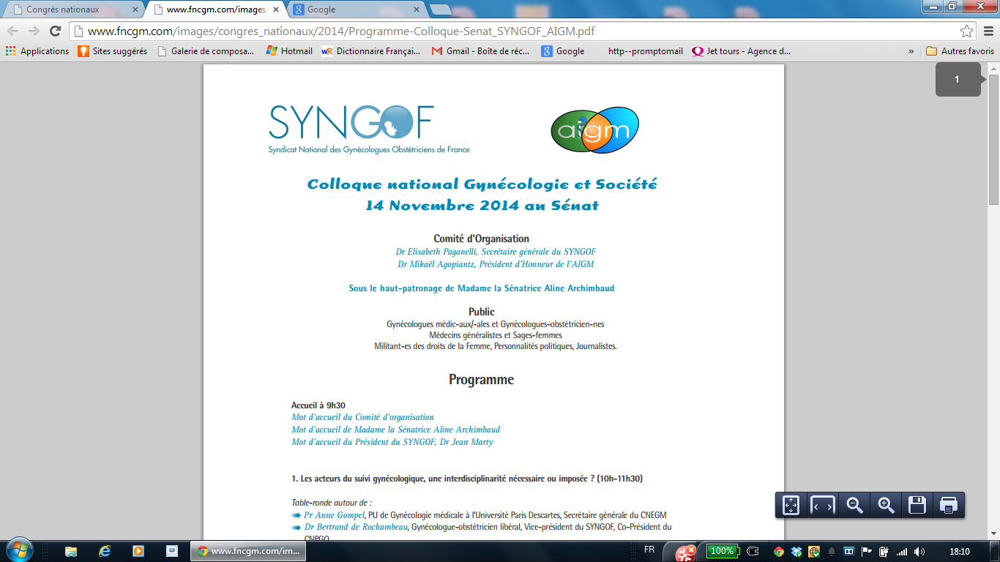 Congrès nationaux
www.fncgm.com/images
Google
www.fncgm.com/images/congres_nationaux/2014/Programme-Colloque-Senat_SYNGOF_AIGM.pdf
Applications
Sites suggérés
Galerie de composa...
Hotmail
Dictionnaire Françai...
Gmail - Boîte de réc...
Google
http--promptomail
Jet tours - Agence d...
»
Autres favoris
1
SYNGOF
Syndicat National des Gynécologues Obstétriciens de France
aigm
Colloque national Gynécologie et Société
14 Novembre 2014 au Sénat
Comité d'Organisation
Dr Elisabeth Paganelli, Secrétaire générale du SYNGOF
Dr Mikaël Agopiantz, Président d'Honneur de l'AIGM
Sous le haut-patronage de Madame la Sénatrice Aline Archimbaud
Public
Gynécologues médic-aux/-ales et Gynécologues-obstétricien-nes
Médecins généralistes et Sages-femmes
Militant-es des droits de la Femme, Personnalités politiques, Journalistes.
Programme
Accueil à 9h30
Mot d'accueil du Comité d'organisation
Mot d'accueil de Madame la Sénatrice Aline Archimbaud
Mot d'accueil du Président du SYNGOF, Dr Jean Marty
1. Les acteurs du suivi gynécologique, une interdisciplinarité nécessaire ou imposée ? (10h-11h30)
Table-ronde autour de :
Pr Anne Gompel, PU de Gynécologie médicale à l'Université Paris Descartes, Secrétaire générale du CNEGM
Dr Bertrand de Rochambeau, Gynécologue-obstétricien libéral, Vice-président du SYNGOF, Co-Président du
CNPGO
www.fncgm.com/im...
FR
100%
18:10